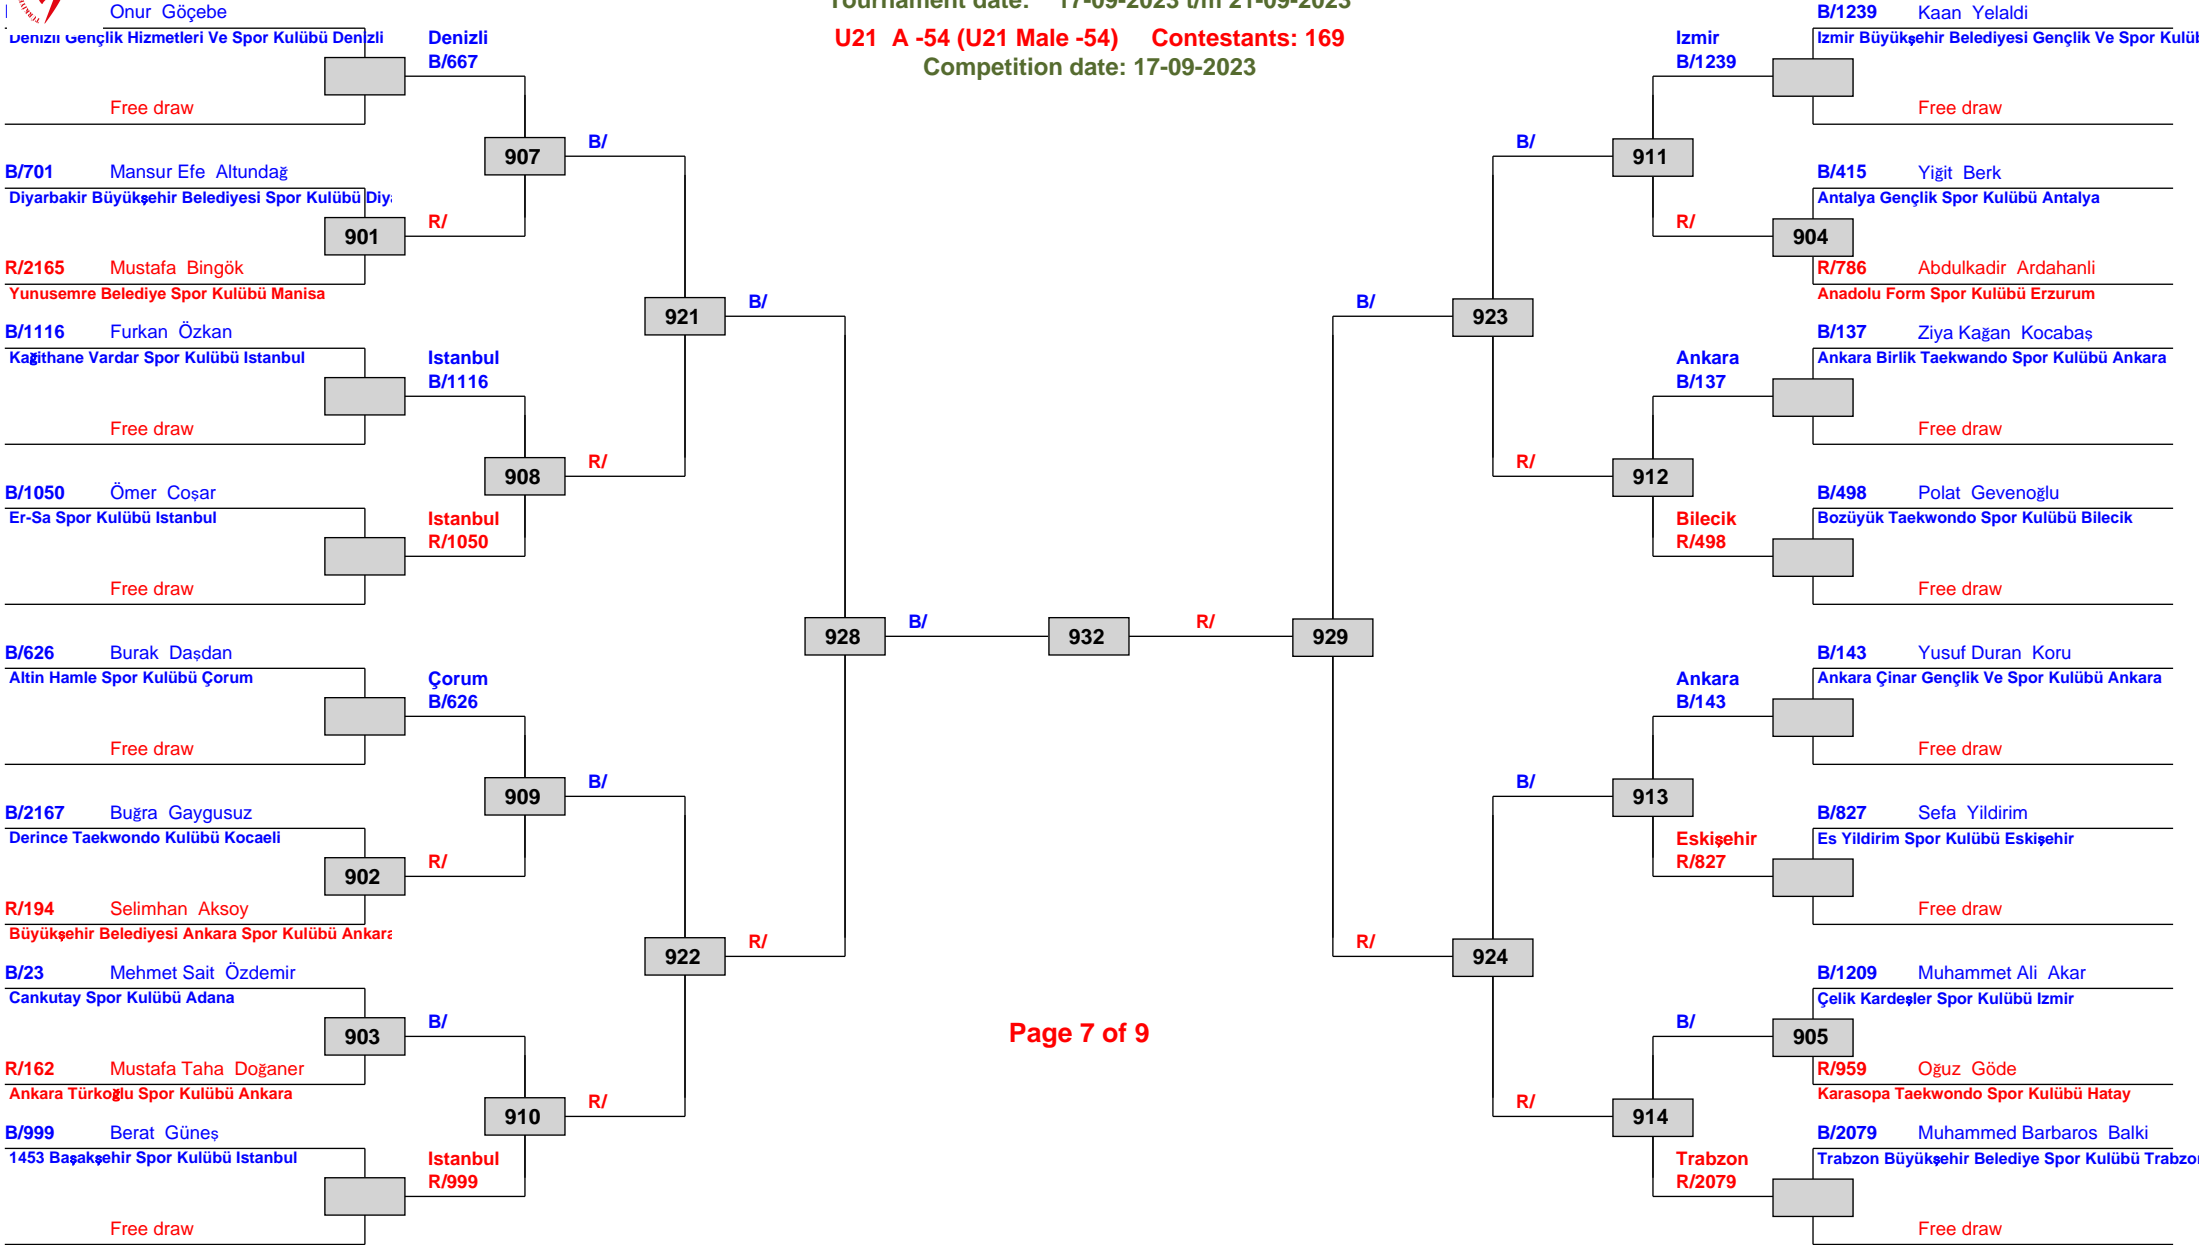 Tournament date: 17-09-2023 t/m 21-09-2023
U21 A -54 (U21 Male -54) Contestants: 169
Competition date: 17-09-2023
Onur Göçebe
Denizli Gençlik Hizmetleri Ve Spor Kulübü Denizli
Denizli
B/667
Free draw
907
B/
B/701 Mansur Efe Altundağ
Diyarbakir Büyükşehir Belediyesi Spor Kulübü Diy
901
R/
R/2165 Mustafa Bingök
Yunusemre Belediye Spor Kulübü Manisa
921
B/
B/1116 Furkan Özkan
Kağithane Vardar Spor Kulübü Istanbul
Istanbul
B/1116
Free draw
908
R/
B/1050 Ömer Coşar
Er-Sa Spor Kulübü Istanbul
Istanbul
R/1050
Free draw
928
B/
932
R/
929
B/626 Burak Daşdan
Altin Hamle Spor Kulübü Çorum
Çorum
B/626
Free draw
909
B/
B/2167 Buğra Gaygusuz
Derince Taekwondo Kulübü Kocaeli
902
R/
R/194 Selimhan Aksoy
Büyükşehir Belediyesi Ankara Spor Kulübü Ankara
922
R/
B/23 Mehmet Sait Özdemir
Cankutay Spor Kulübü Adana
903
B/
R/162 Mustafa Taha Doğaner
Ankara Türkoğlu Spor Kulübü Ankara
910
R/
B/999 Berat Güneş
1453 Başakşehir Spor Kulübü Istanbul
Istanbul
R/999
Free draw
B/1239 Kaan Yelaldi
Izmir Büyükşehir Belediyesi Gençlik Ve Spor Kulüb
Izmir
B/1239
Free draw
B/
911
B/415 Yiğit Berk
Antalya Gençlik Spor Kulübü Antalya
R/
904
R/786 Abdulkadir Ardahanli
Anadolu Form Spor Kulübü Erzurum
B/
923
B/137 Ziya Kağan Kocabaş
Ankara Birlik Taekwando Spor Kulübü Ankara
Ankara
B/137
Free draw
R/
912
B/498 Polat Gevenoğlu
Bozüyük Taekwondo Spor Kulübü Bilecik
Bilecik
R/498
Free draw
B/143 Yusuf Duran Koru
Ankara Çinar Gençlik Ve Spor Kulübü Ankara
Ankara
B/143
Free draw
B/
913
B/827 Sefa Yildirim
Es Yildirim Spor Kulübü Eskişehir
Eskişehir
R/827
Free draw
R/
924
B/1209 Muhammet Ali Akar
Çelik Kardeşler Spor Kulübü Izmir
B/
905
R/959 Oğuz Göde
Karasopa Taekwondo Spor Kulübü Hatay
R/
914
B/2079 Muhammed Barbaros Balki
Trabzon Büyükşehir Belediye Spor Kulübü Trabzon
Trabzon
R/2079
Free draw
Page 7 of 9